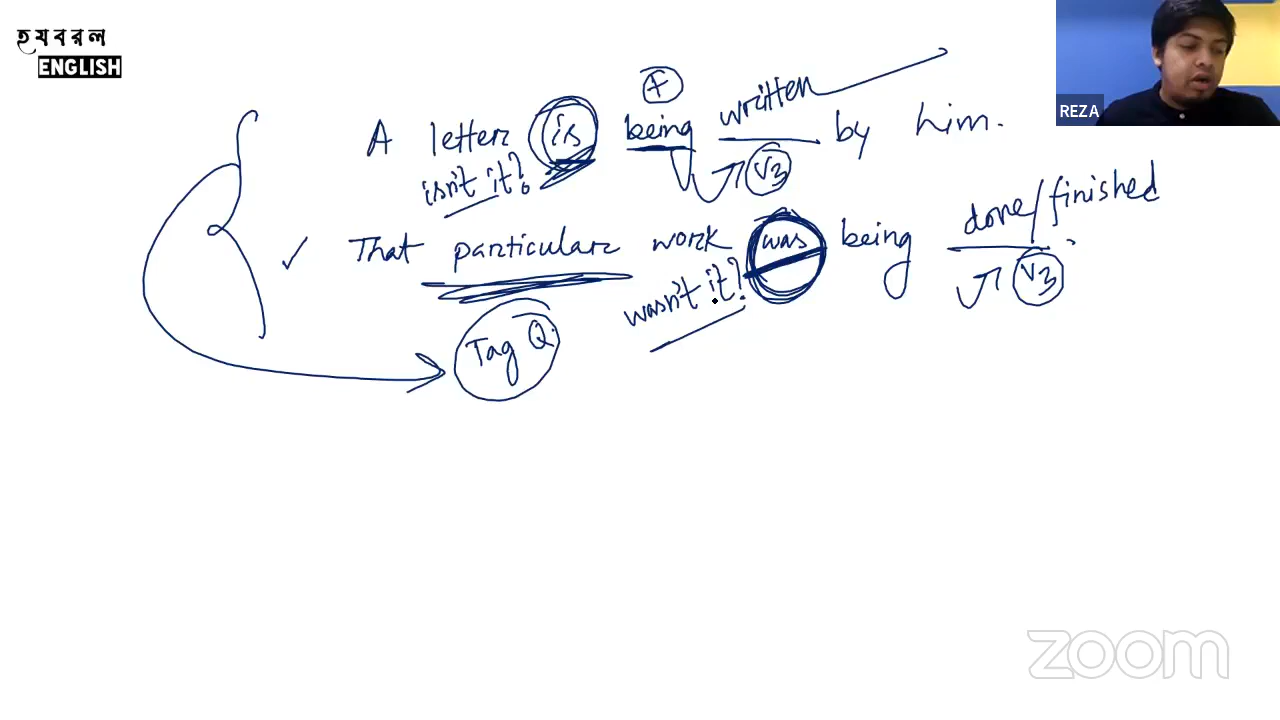 হযবরল
ENGLISH
REZA
+
A letter is being written by him.
isn't it?
V3
✓ That particular work was being done/finished.
wasn't it?
V3
Tag Q.
zoom